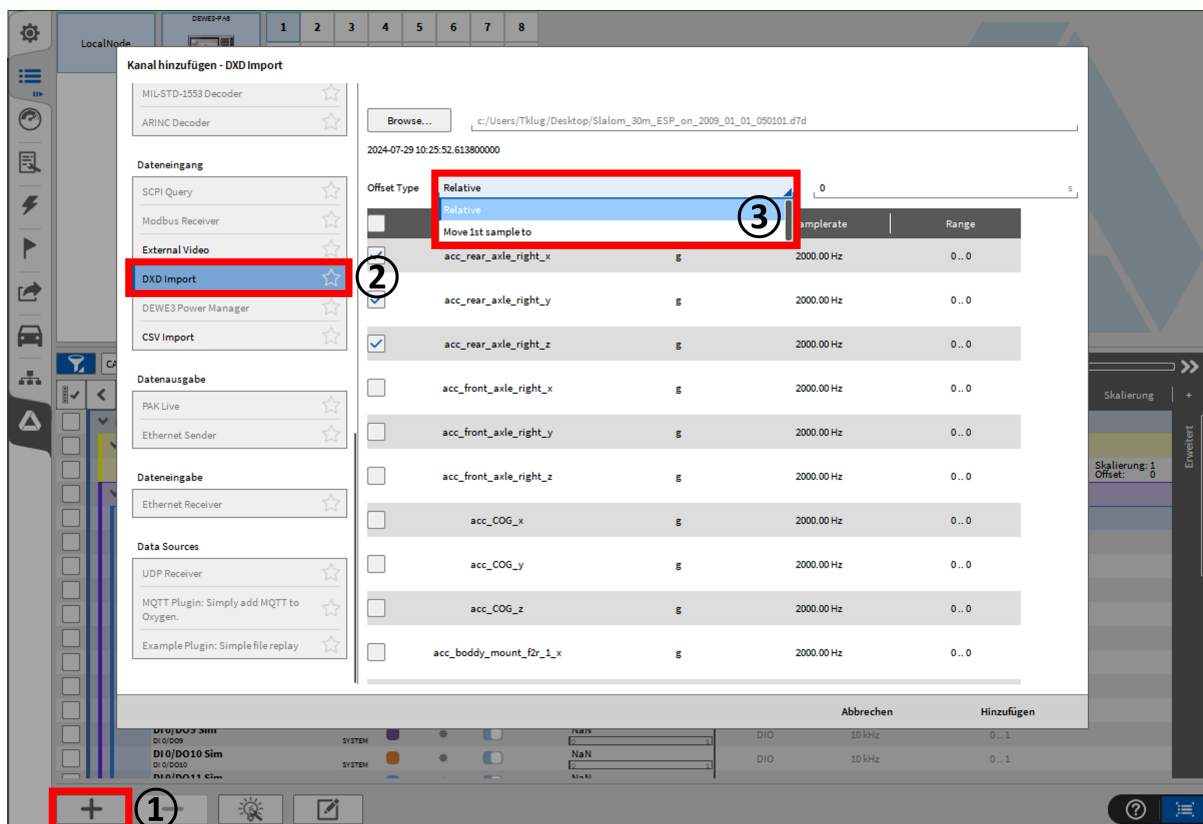 DEWE3-PA8
LocalNode
1 2 3 4 5 6 7 8
Kanal hinzufügen - DXD Import
MIL-STD-1553 Decoder
ARINC Decoder
Dateneingang
SCPI Query
Modbus Receiver
External Video
DXD Import
②
DEWE3 Power Manager
CSV Import
Datenausgabe
PAK Live
Ethernet Sender
Dateneingabe
Ethernet Receiver
Data Sources
UDP Receiver
MQTT Plugin: Simply add MQTT to
Oxygen.
Example Plugin: Simple file replay
Browse... c:/Users/Tklug/Desktop/Slalom_30m_ESP_on_2009_01_01_050101.d7d
2024-07-29 10:25:52.613800000
Offset Type Relative 0 s
Relative
Move 1st sample to
③
amplerate Range
acc_rear_axle_right_x g 2000.00 Hz 0 .. 0
acc_rear_axle_right_y g 2000.00 Hz 0 .. 0
acc_rear_axle_right_z g 2000.00 Hz 0 .. 0
acc_front_axle_right_x g 2000.00 Hz 0 .. 0
acc_front_axle_right_y g 2000.00 Hz 0 .. 0
acc_front_axle_right_z g 2000.00 Hz 0 .. 0
acc_COG_x g 2000.00 Hz 0 .. 0
acc_COG_y g 2000.00 Hz 0 .. 0
acc_COG_z g 2000.00 Hz 0 .. 0
acc_boddy_mount_f2r_1_x g 2000.00 Hz 0 .. 0
Abbrechen Hinzufügen
CA
Skalierung +
Erweitert
Skalierung: 1
Offset: 0
DI 0/DO9 Sim NaN
DI 0/DO9 SYSTEM 0 s DIO 10 kHz 0 ... 1
DI 0/DO10 Sim NaN
DI 0/DO10 SYSTEM 0 s DIO 10 kHz 0 ... 1
DI 0/DO11 Sim NaN
+ ① ?